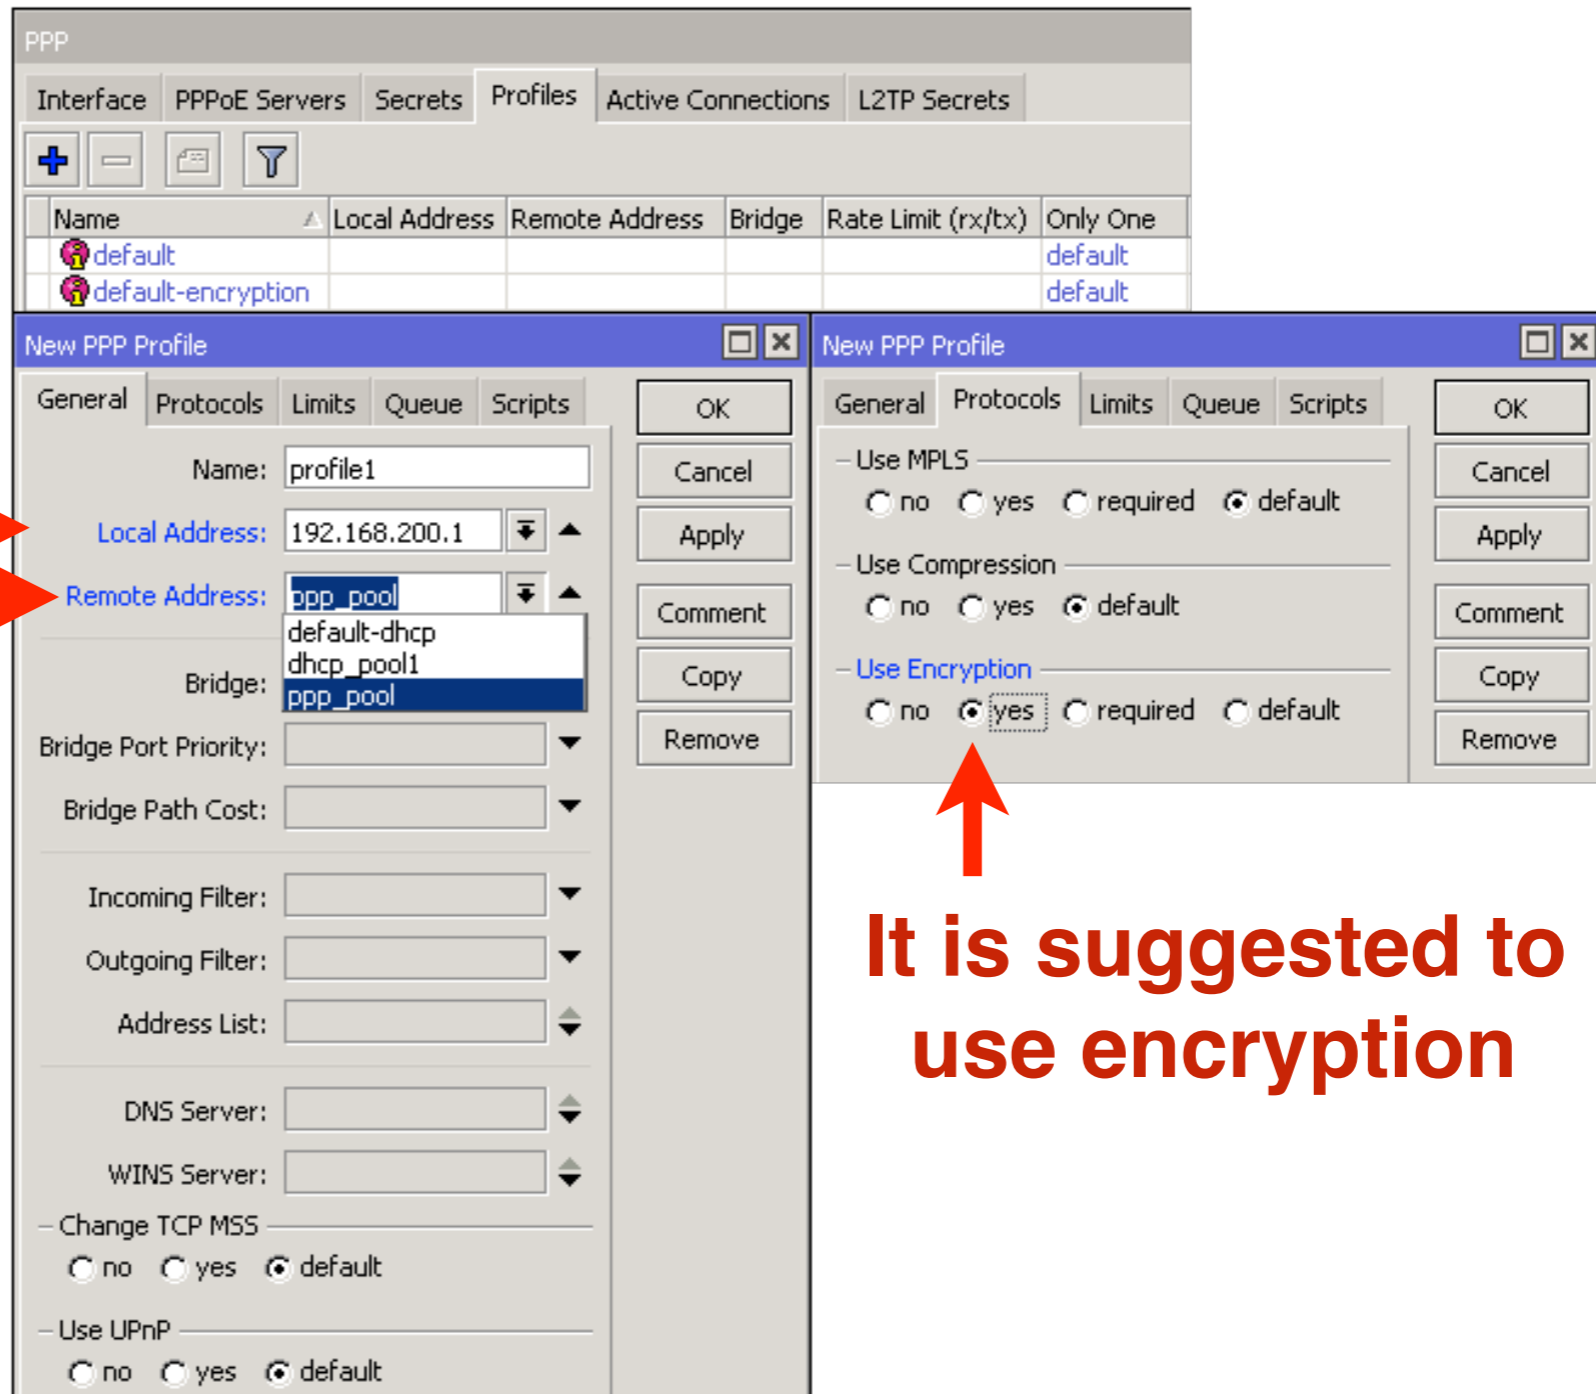 PPP
Interface PPPoE Servers Secrets Profiles Active Connections L2TP Secrets
Name Local Address Remote Address Bridge Rate Limit (rx/tx) Only One
default default
default-encryption default
New PPP Profile
General Protocols Limits Queue Scripts
Name: profile1
Local Address: 192.168.200.1
Remote Address: ppp_pool
default-dhcp
dhcp_pool1
ppp_pool
Bridge:
Bridge Port Priority:
Bridge Path Cost:
Incoming Filter:
Outgoing Filter:
Address List:
DNS Server:
WINS Server:
Change TCP MSS
no yes default
Use UPnP
no yes default
OK
Cancel
Apply
Comment
Copy
Remove
New PPP Profile
General Protocols Limits Queue Scripts
Use MPLS
no yes required default
Use Compression
no yes default
Use Encryption
no yes required default
OK
Cancel
Apply
Comment
Copy
Remove
It is suggested to
use encryption